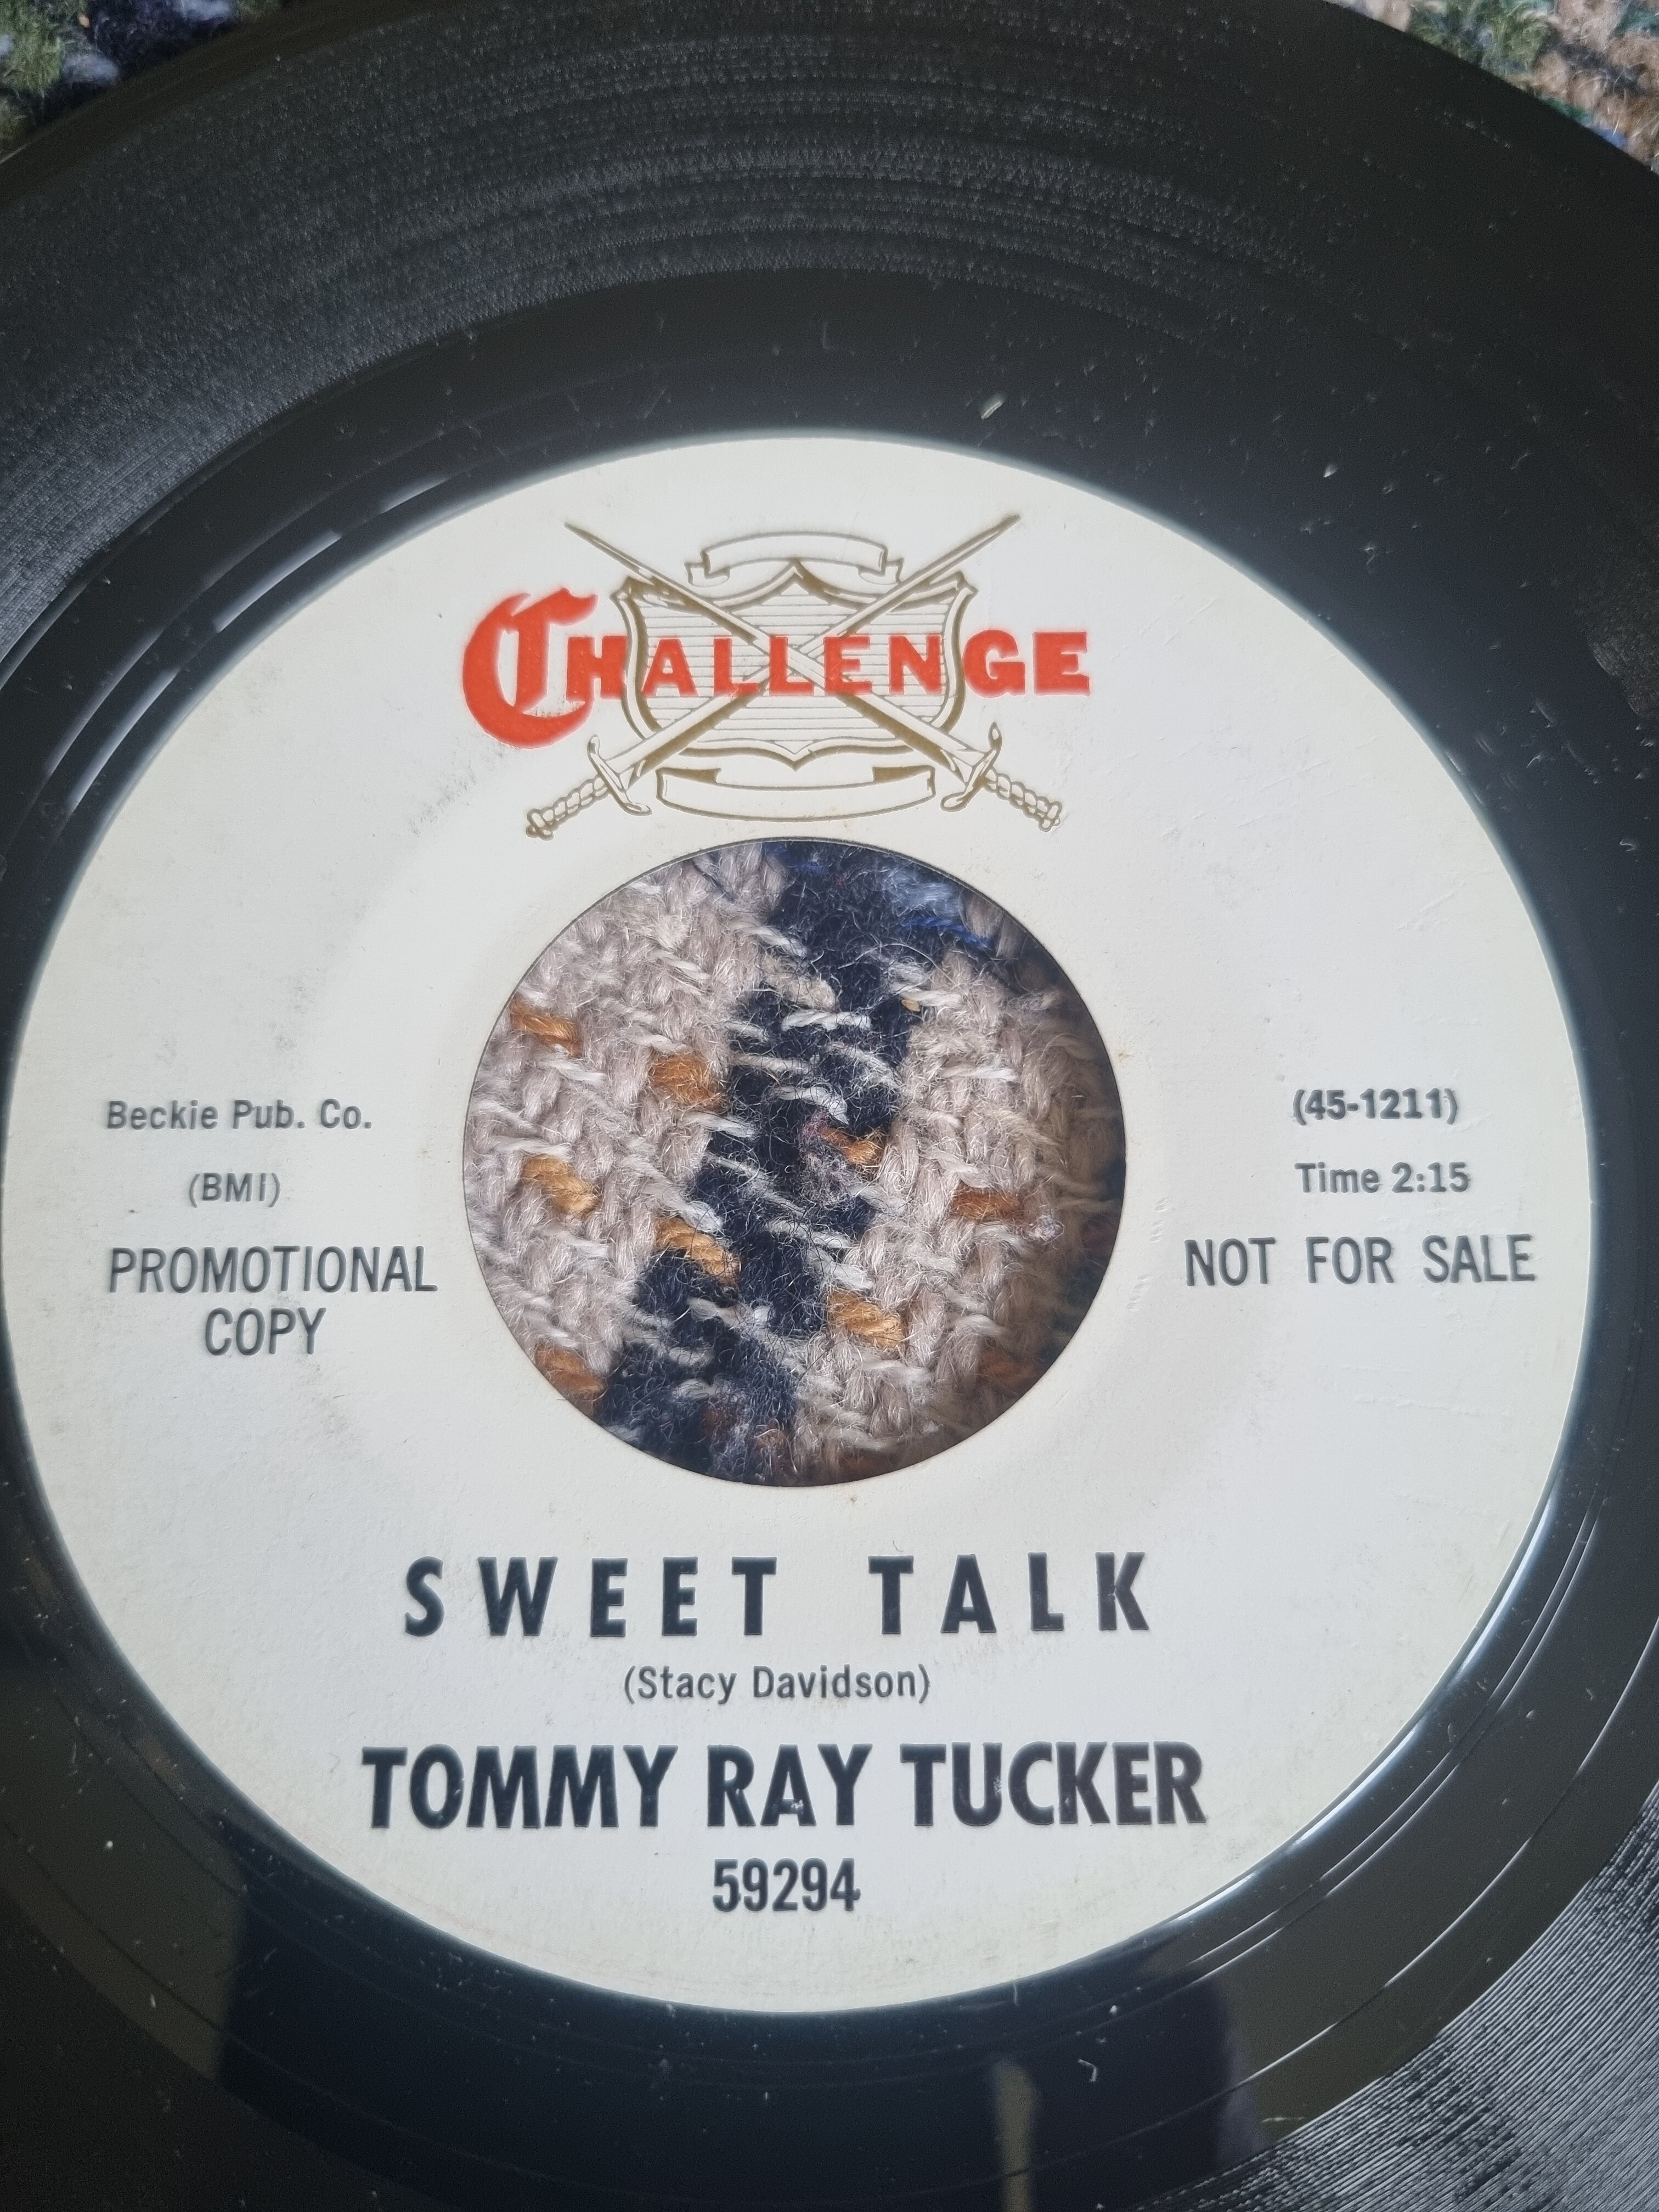 CHALLENGE
Beckie Pub. Co.
(BMI)
PROMOTIONAL
COPY
(45-1211)
Time 2:15
NOT FOR SALE
SWEET TALK
(Stacy Davidson)
TOMMY RAY TUCKER
59294